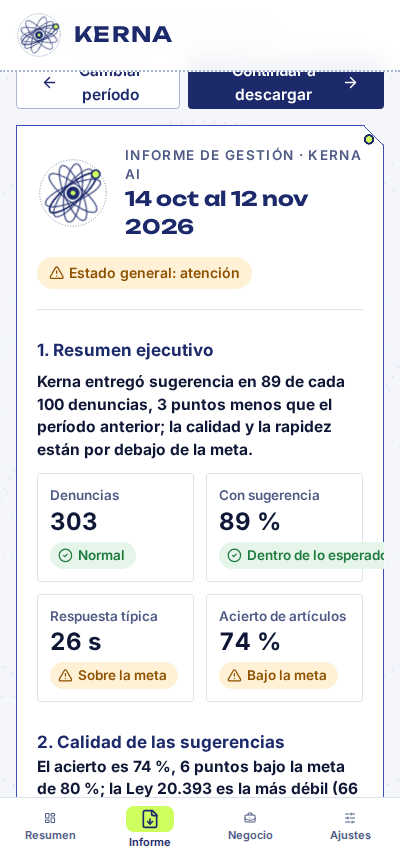 KERNA
Cambiar
período
Continuar a
descargar
INFORME DE GESTIÓN · KERNA
AI
14 oct al 12 nov
2026
Estado general: atención
1. Resumen ejecutivo
Kerna entregó sugerencia en 89 de cada
100 denuncias, 3 puntos menos que el
período anterior; la calidad y la rapidez
están por debajo de la meta.
Denuncias
303
Normal
Con sugerencia
89 %
Dentro de lo esperado
Respuesta típica
26 s
Sobre la meta
Acierto de artículos
74 %
Bajo la meta
2. Calidad de las sugerencias
El acierto es 74 %, 6 puntos bajo la meta
de 80 %; la Ley 20.393 es la más débil (66
Resumen
Informe
Negocio
Ajustes